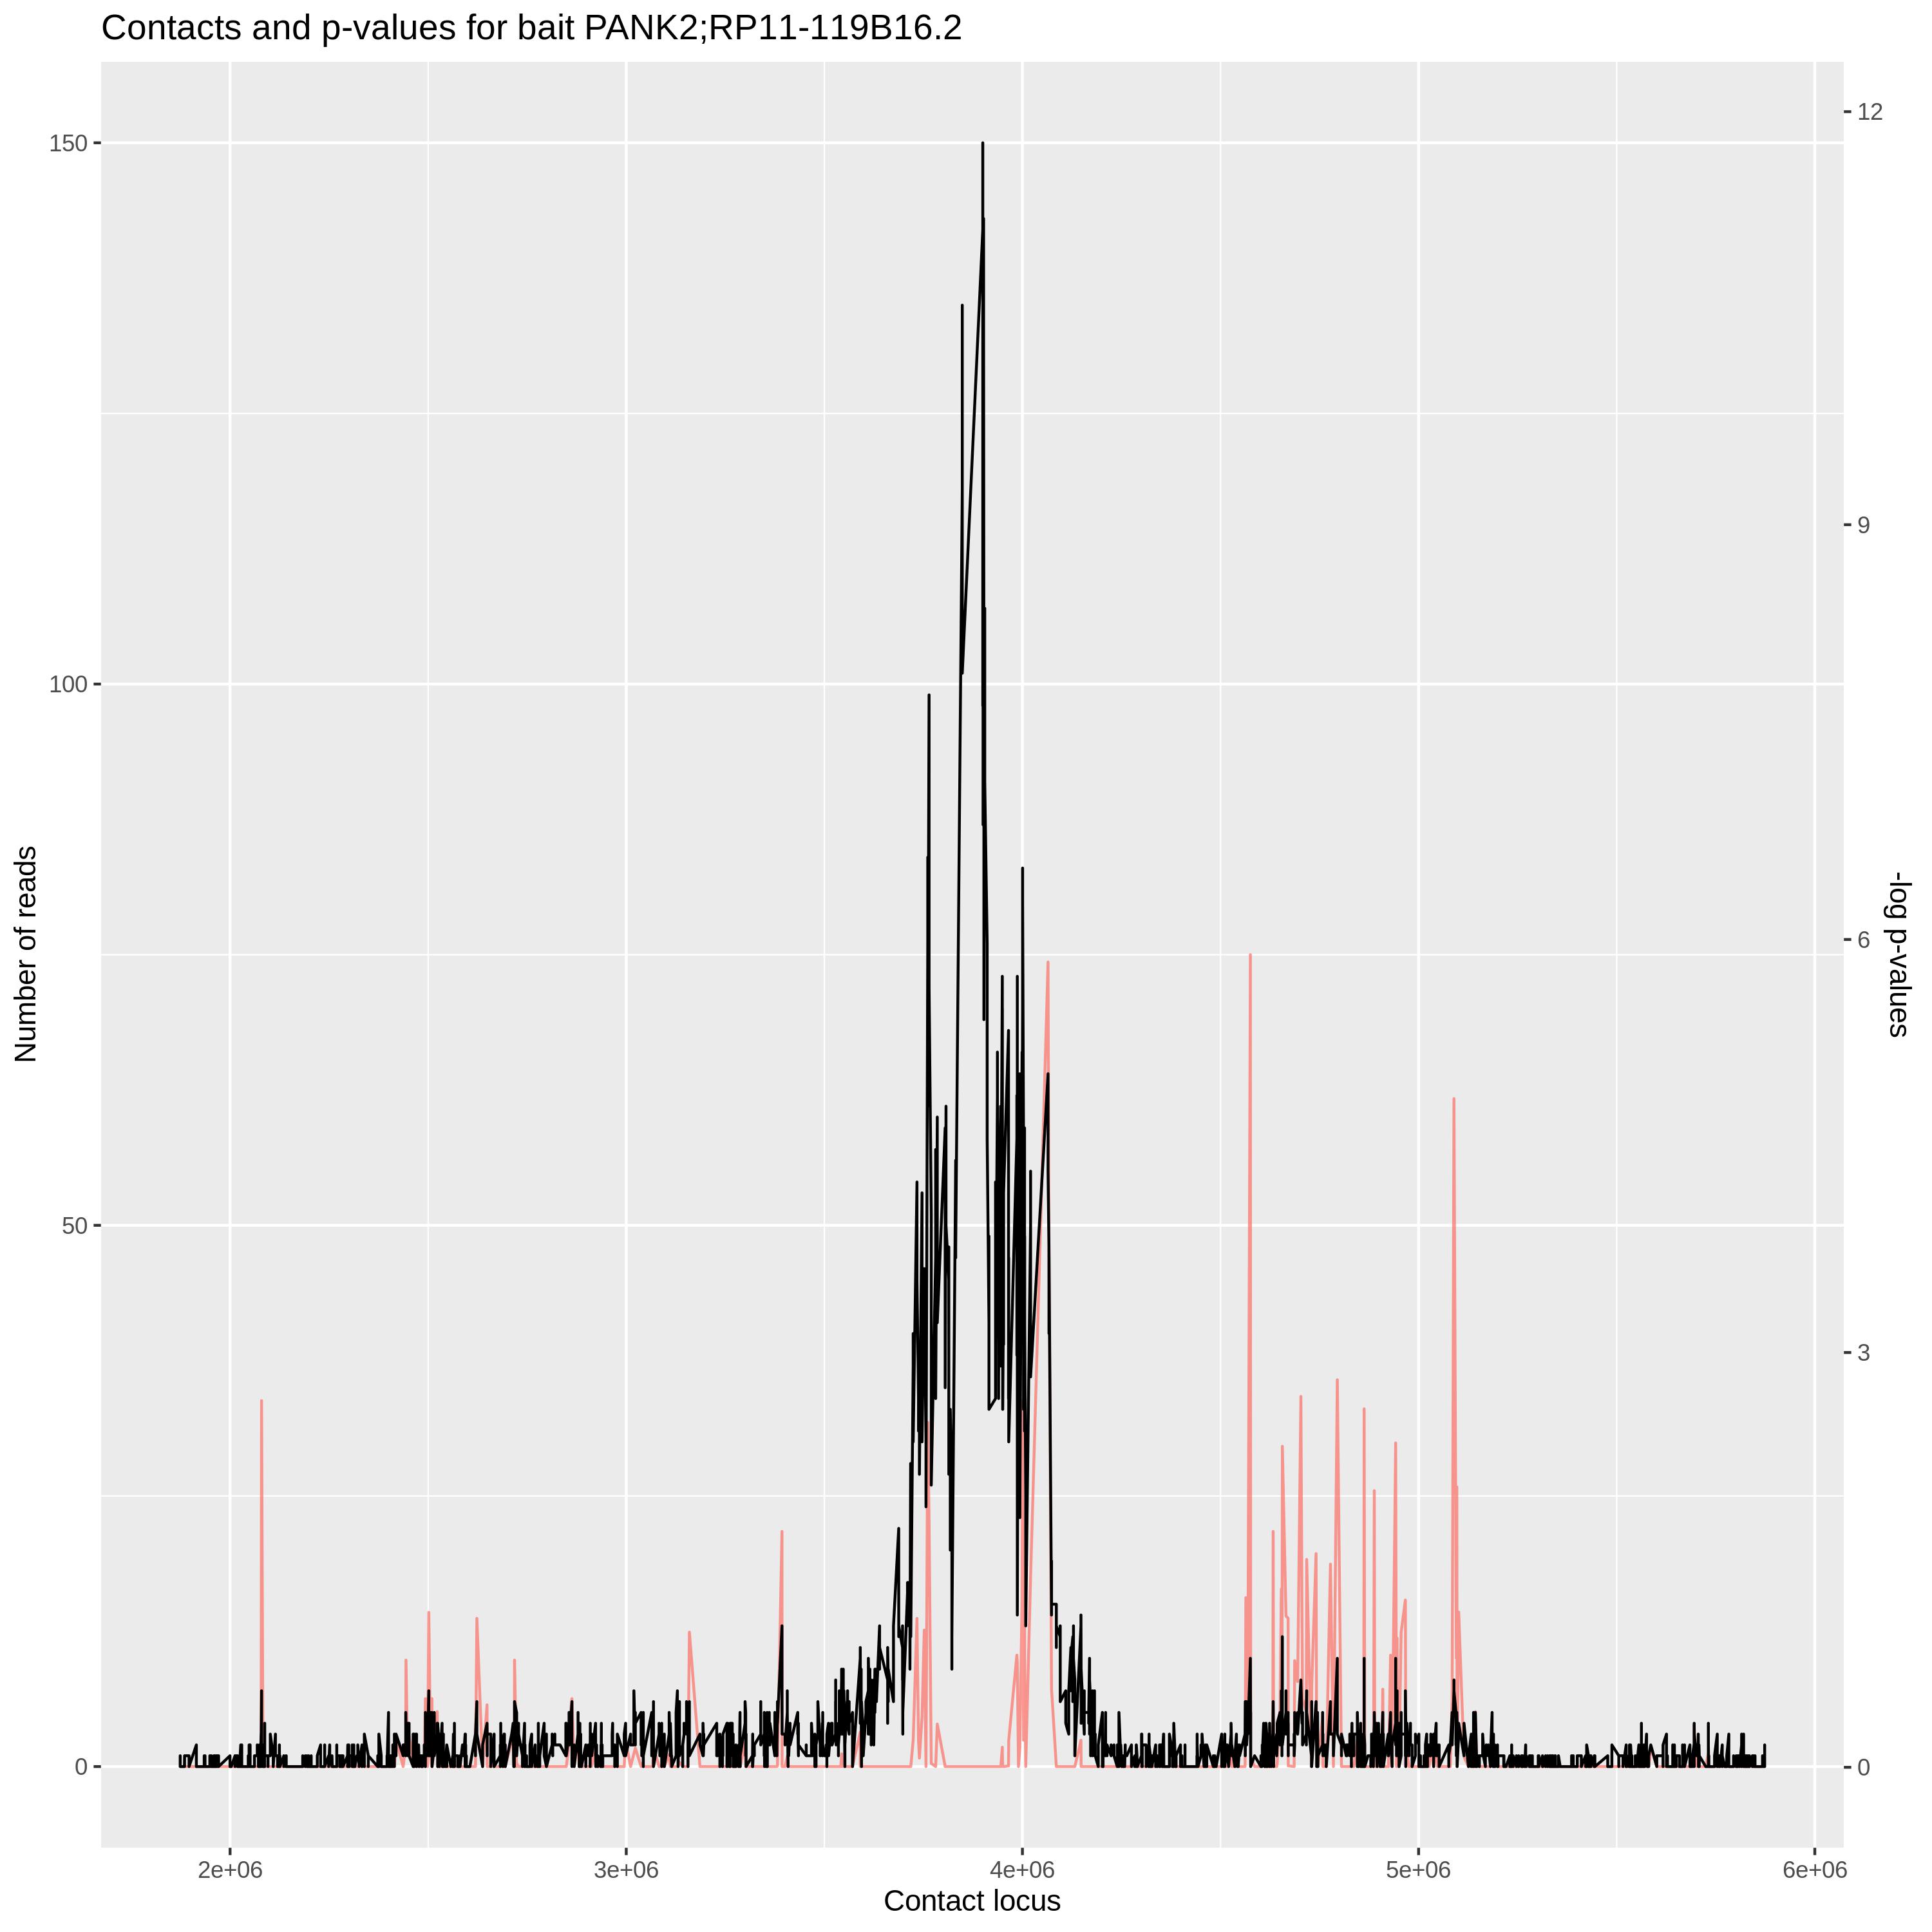 Contacts and p-values for bait PANK2;RP11-119B16.2
150
100
50
0
Number of reads
12
9
6
3
0
-log p-values
2e+06
3e+06
4e+06
5e+06
6e+06
Contact locus